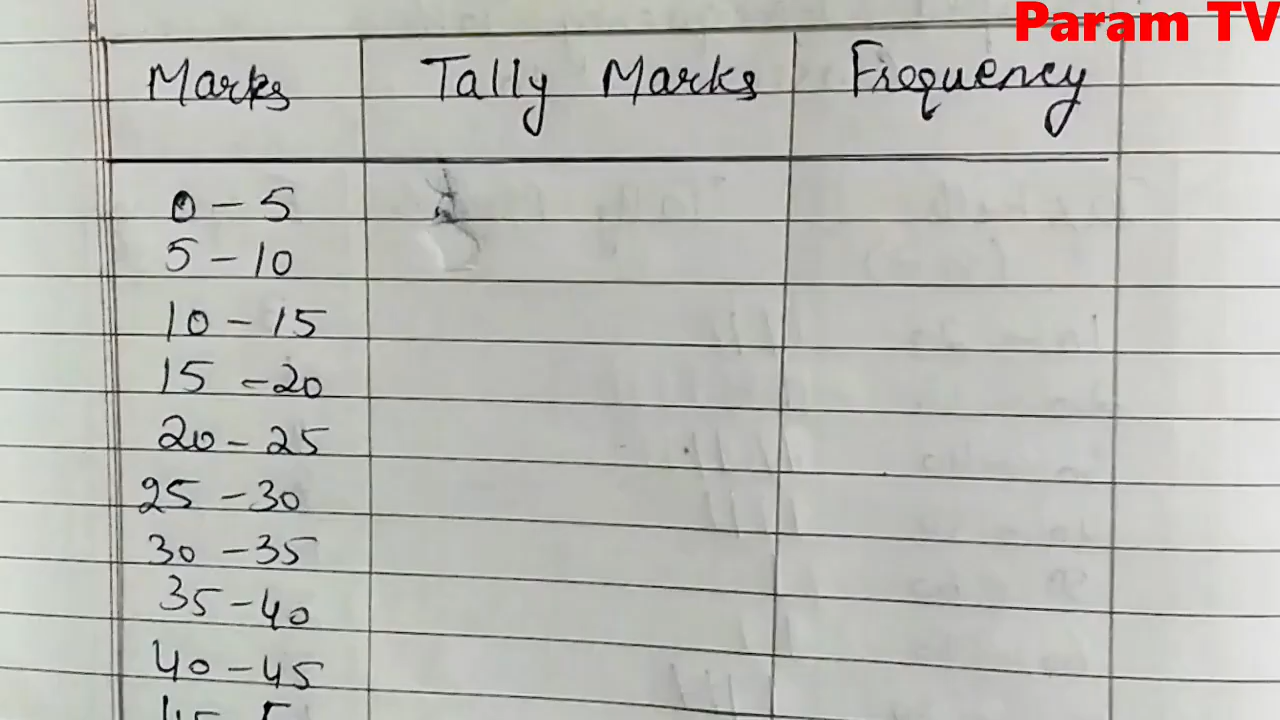 Param TV
Marks Tally Marks Frequency
0 - 5
5 - 10
10 - 15
15 - 20
20 - 25
25 - 30
30 - 35
35 - 40
40 - 45